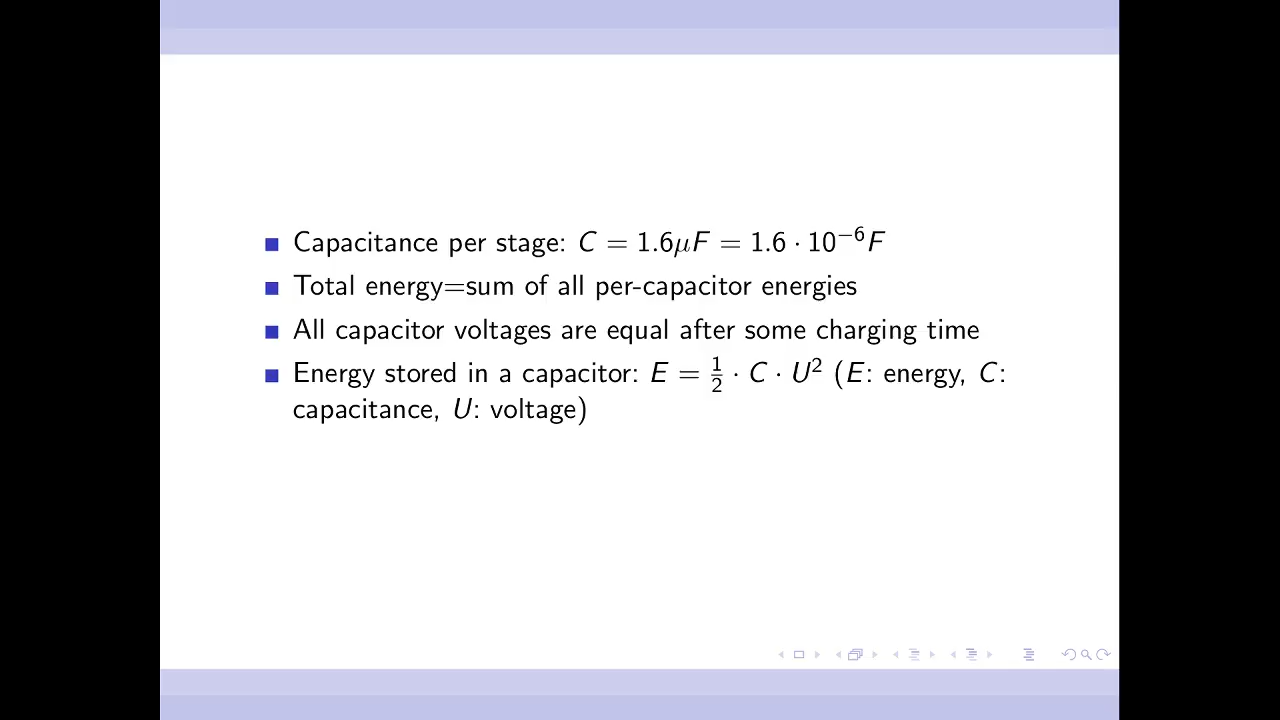 Capacitance per stage: C = 1.6μF = 1.6 · 10⁻⁶F
Total energy=sum of all per-capacitor energies
All capacitor voltages are equal after some charging time
Energy stored in a capacitor: E = ½ · C · U² (E: energy, C:
capacitance, U: voltage)